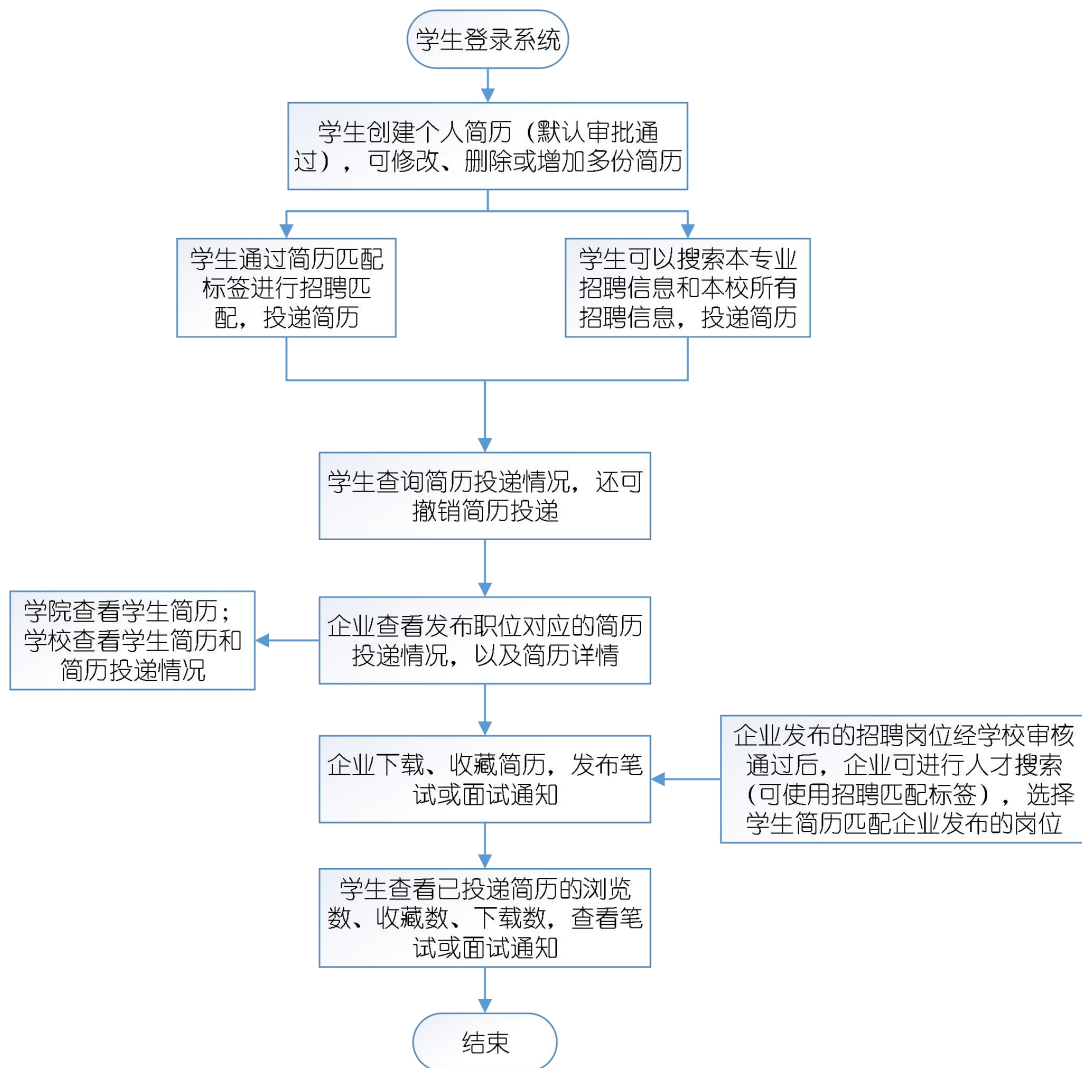 学生登录系统
学生创建个人简历（默认审批通
过），可修改、删除或增加多份简历
学生通过简历匹配
标签进行招聘匹
配，投递简历
学生可以搜索本专业
招聘信息和本校所有
招聘信息，投递简历
学生查询简历投递情况，还可
撤销简历投递
学院查看学生简历；
学校查看学生简历和
简历投递情况
企业查看发布职位对应的简历
投递情况，以及简历详情
企业下载、收藏简历，发布笔
试或面试通知
企业发布的招聘岗位经学校审核
通过后，企业可进行人才搜索
（可使用招聘匹配标签），选择
学生简历匹配企业发布的岗位
学生查看已投递简历的浏览
数、收藏数、下载数，查看笔
试或面试通知
结束